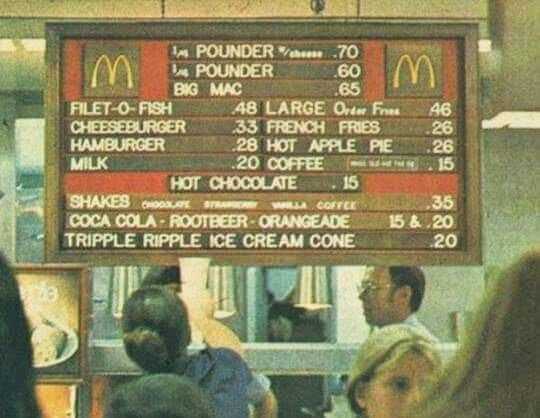 1/4 POUNDER W/cheese .70
1/4 POUNDER .60
BIG MAC .65
FILET-O-FISH .48 LARGE Order Fries .46
CHEESEBURGER .33 FRENCH FRIES .26
HAMBURGER .28 HOT APPLE PIE .26
MILK .20 COFFEE .15
HOT CHOCOLATE .15
SHAKES CHOCOLATE STRAWBERRY VANILLA COFFEE .35
COCA COLA - ROOTBEER - ORANGEADE 15 & .20
TRIPPLE RIPPLE ICE CREAM CONE .20